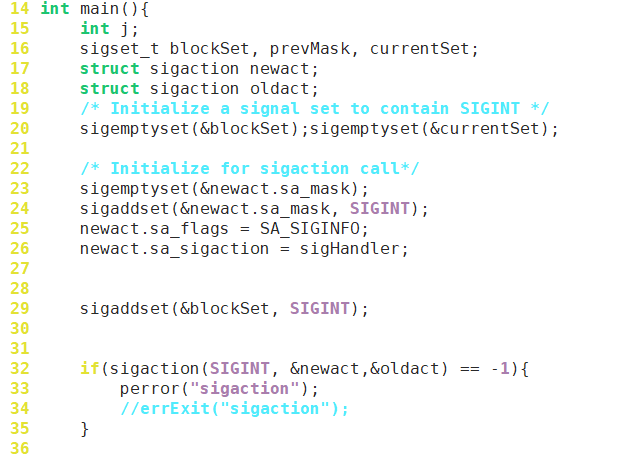 14 int main(){
15     int j;
16     sigset_t blockSet, prevMask, currentSet;
17     struct sigaction newact;
18     struct sigaction oldact;
19     /* Initialize a signal set to contain SIGINT */
20     sigemptyset(&blockSet);sigemptyset(&currentSet);
21
22     /* Initialize for sigaction call*/
23     sigemptyset(&newact.sa_mask);
24     sigaddset(&newact.sa_mask, SIGINT);
25     newact.sa_flags = SA_SIGINFO;
26     newact.sa_sigaction = sigHandler;
27
28
29     sigaddset(&blockSet, SIGINT);
30
31
32     if(sigaction(SIGINT, &newact,&oldact) == -1){
33         perror("sigaction");
34         //errExit("sigaction");
35     }
36